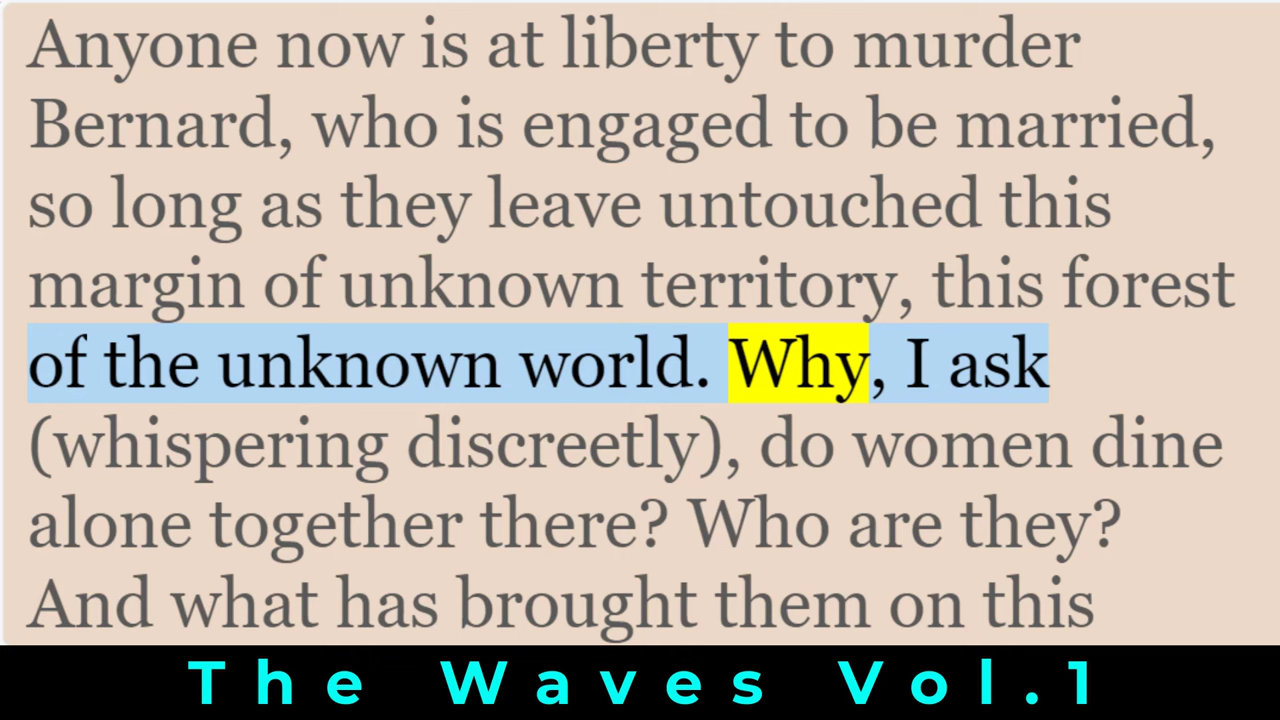 Anyone now is at liberty to murder
Bernard, who is engaged to be married,
so long as they leave untouched this
margin of unknown territory, this forest
of the unknown world. Why, I ask
(whispering discreetly), do women dine
alone together there? Who are they?
And what has brought them on this
The Waves Vol.1